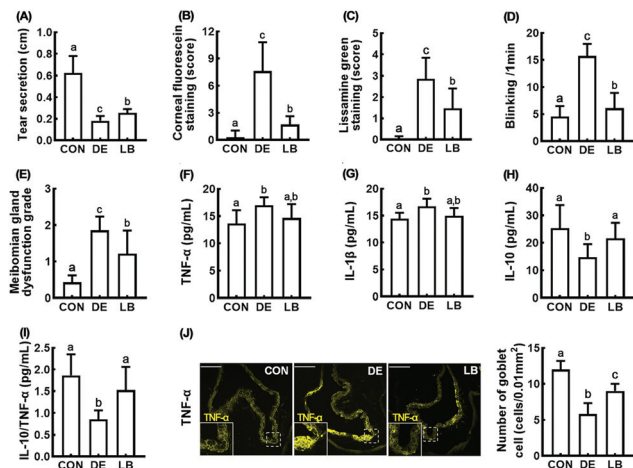 (A)
Tear secretion (cm)
0.0
0.2
0.4
0.6
0.8
1.0
a
c
b
CON DE LB
(B)
Corneal fluorescein
staining (score)
0
3
6
9
12
a
c
b
CON DE LB
(C)
Lissamine green
staining (score)
0
1
2
3
4
5
a
c
b
CON DE LB
(D)
Blinking /1min
0
5
10
15
20
a
c
b
CON DE LB
(E)
Meibomian gland
dysfunction grade
0
1
2
3
a
c
b
CON DE LB
(F)
TNF-α (pg/mL)
0
5
10
15
20
a
b
a,b
CON DE LB
(G)
IL-1β (pg/mL)
0
5
10
15
20
a
b
a,b
CON DE LB
(H)
IL-10 (pg/mL)
0
10
20
30
40
a
b
a
CON DE LB
(I)
IL-10/TNF-α (pg/mL)
0.0
0.5
1.0
1.5
2.0
2.5
a
b
a
CON DE LB
(J)
TNF-α
CON
TNF-α
DE
TNF-α
LB
TNF-α
Number of goblet
cell (cells/0.01mm²)
0
5
10
15
a
b
c
CON DE LB